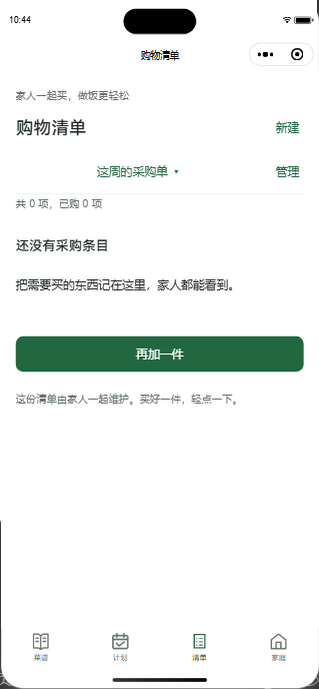 10:44
购物清单
家人一起买，做饭更轻松
购物清单
新建
这周的采购单
管理
共 0 项，已购 0 项
还没有采购条目
把需要买的东西记在这里，家人都能看到。
再加一件
这份清单由家人一起维护。买好一件，轻点一下。
菜谱
计划
清单
家庭